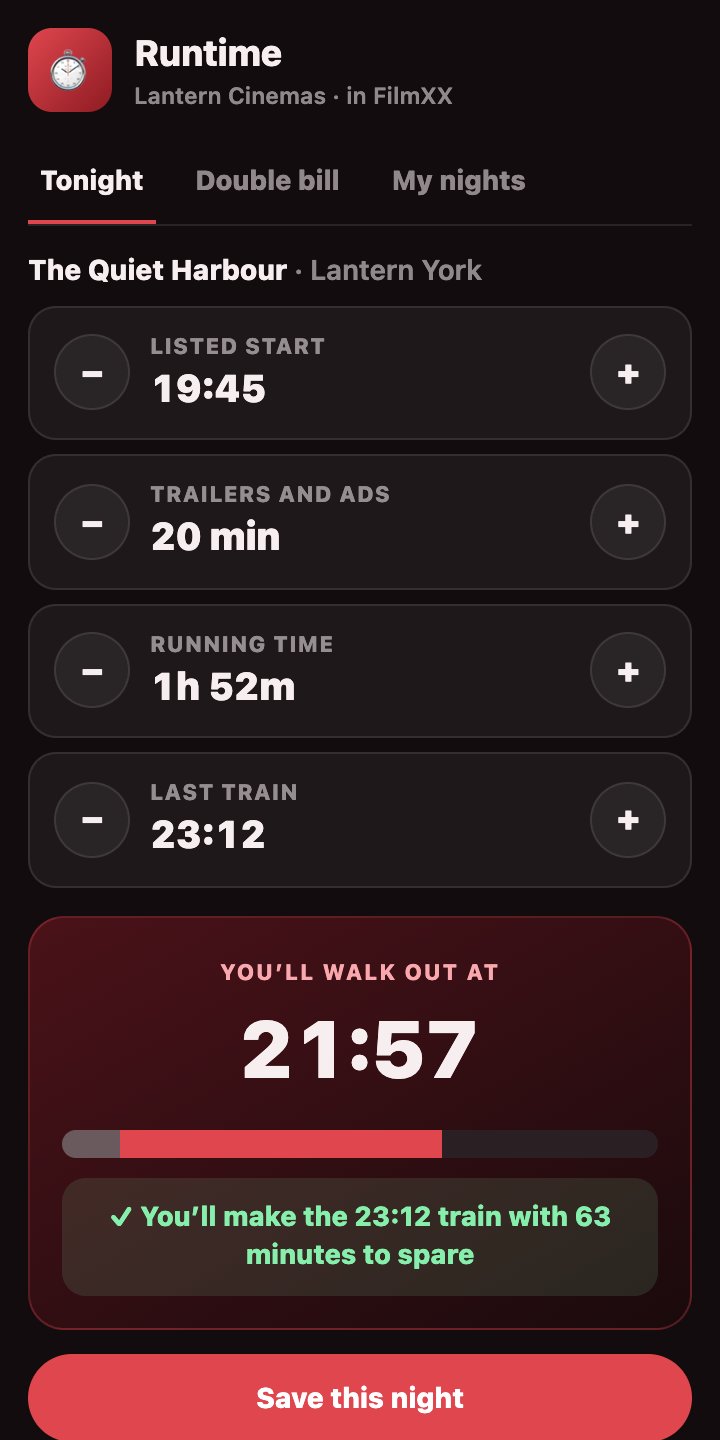 Runtime
Lantern Cinemas · in FilmXX
Tonight Double bill My nights
The Quiet Harbour · Lantern York
LISTED START
− 19:45 +
TRAILERS AND ADS
− 20 min +
RUNNING TIME
− 1h 52m +
LAST TRAIN
− 23:12 +
YOU’LL WALK OUT AT
21:57
✓ You’ll make the 23:12 train with 63
minutes to spare
Save this night